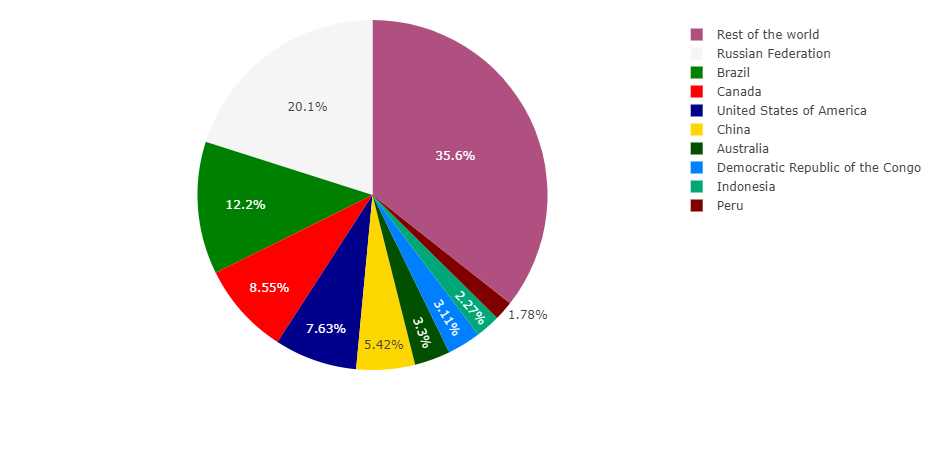 Rest of the world
Russian Federation
Brazil
Canada
United States of America
China
Australia
Democratic Republic of the Congo
Indonesia
Peru
20.1%
35.6%
12.2%
8.55%
7.63%
5.42%
3.3%
3.11%
2.27%
1.78%